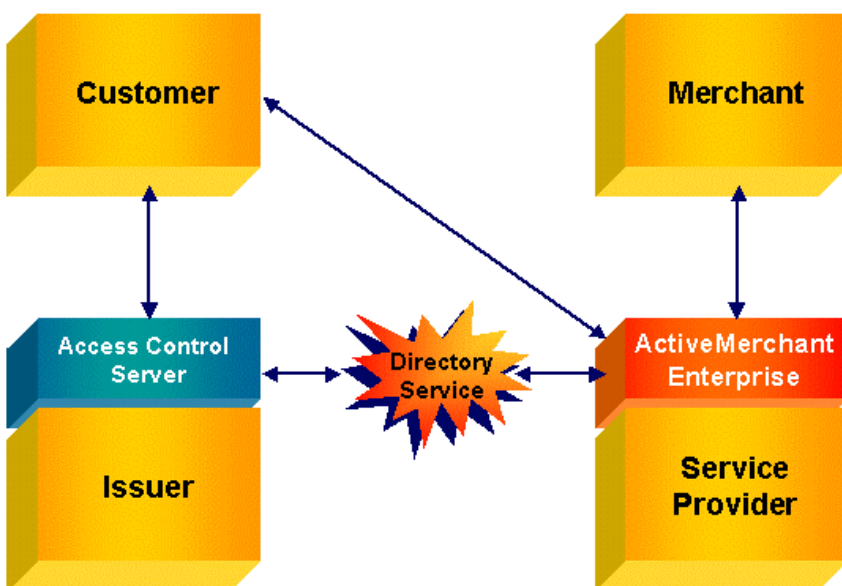 Customer
Merchant
Access Control
Server
Directory
Service
ActiveMerchant
Enterprise
Issuer
Service
Provider